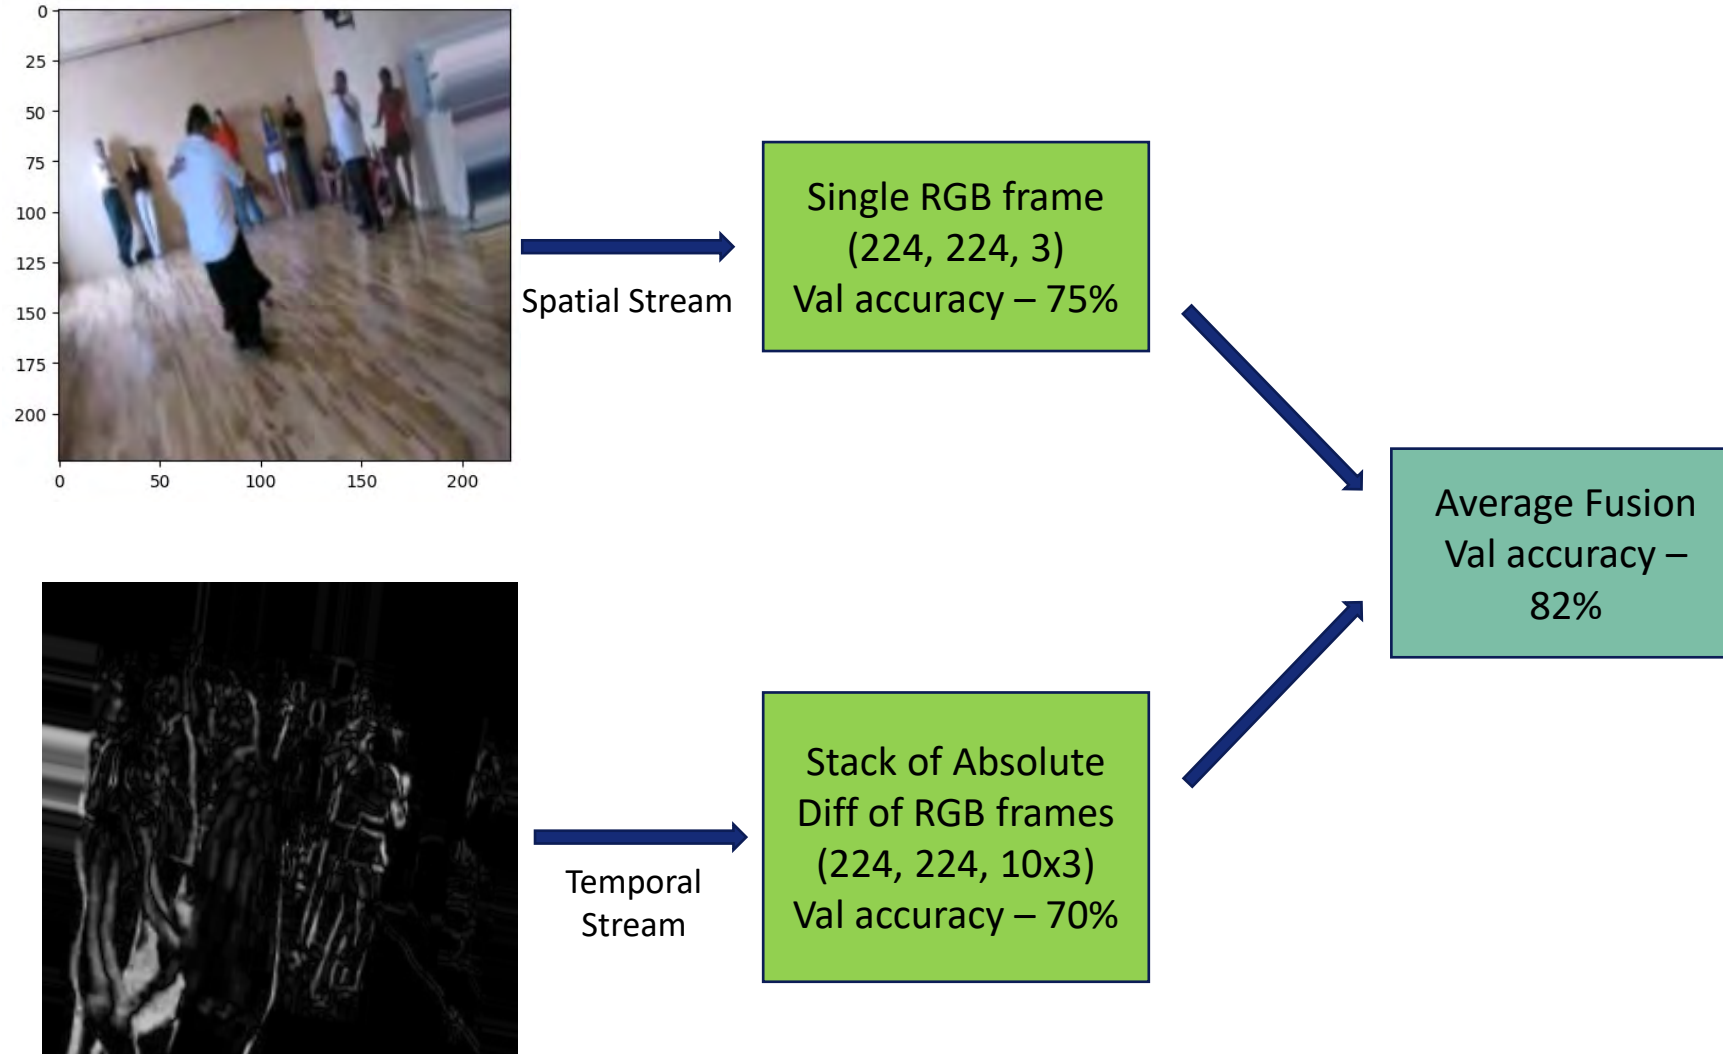 0
25
50
75
100
125
150
175
200
0 50 100 150 200
Spatial Stream
Single RGB frame
(224, 224, 3)
Val accuracy – 75%
Average Fusion
Val accuracy –
82%
Temporal
Stream
Stack of Absolute
Diff of RGB frames
(224, 224, 10x3)
Val accuracy – 70%